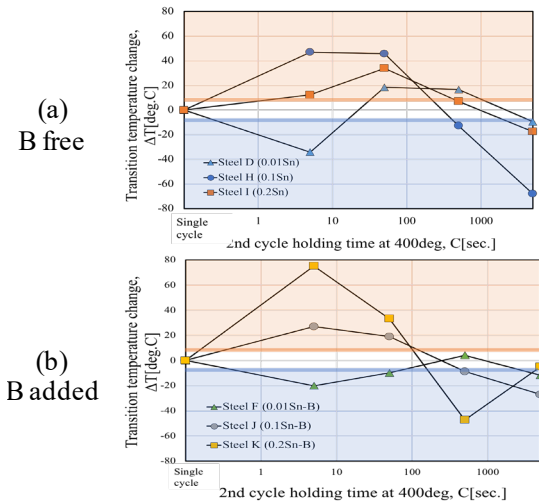 (a)
B free
Transition temperature change,
ΔT[deg.C]
80
60
40
20
0
-20
-40
-60
-80
Steel D (0.01Sn)
Steel H (0.1Sn)
Steel I (0.2Sn)
Single
cycle
1
10
100
1000
2nd cycle holding time at 400deg, C[sec.]
(b)
B added
Transition temperature change,
ΔT[deg.C]
80
60
40
20
0
-20
-40
-60
-80
Steel F (0.01Sn-B)
Steel J (0.1Sn-B)
Steel K (0.2Sn-B)
Single
cycle
1
10
100
1000
2nd cycle holding time at 400deg, C[sec.]